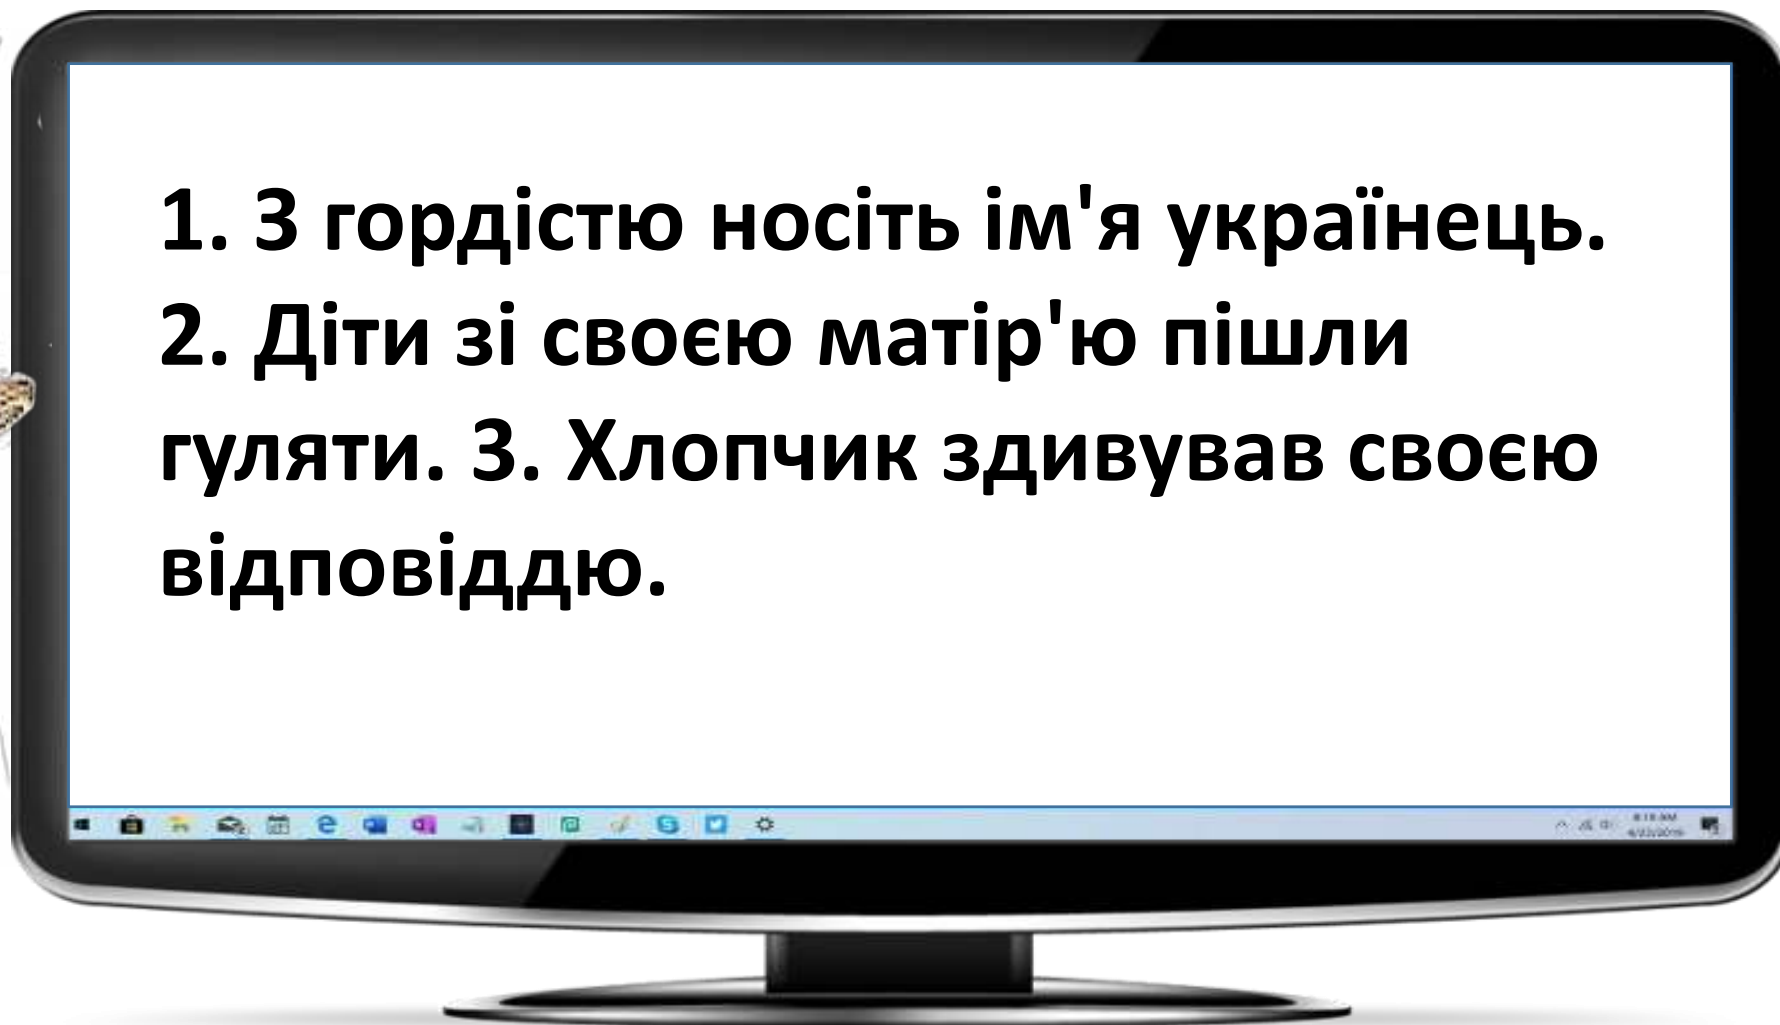 1. З гордістю носіть ім'я українець.
2. Діти зі своєю матір'ю пішли
гуляти. 3. Хлопчик здивував своєю
відповіддю.